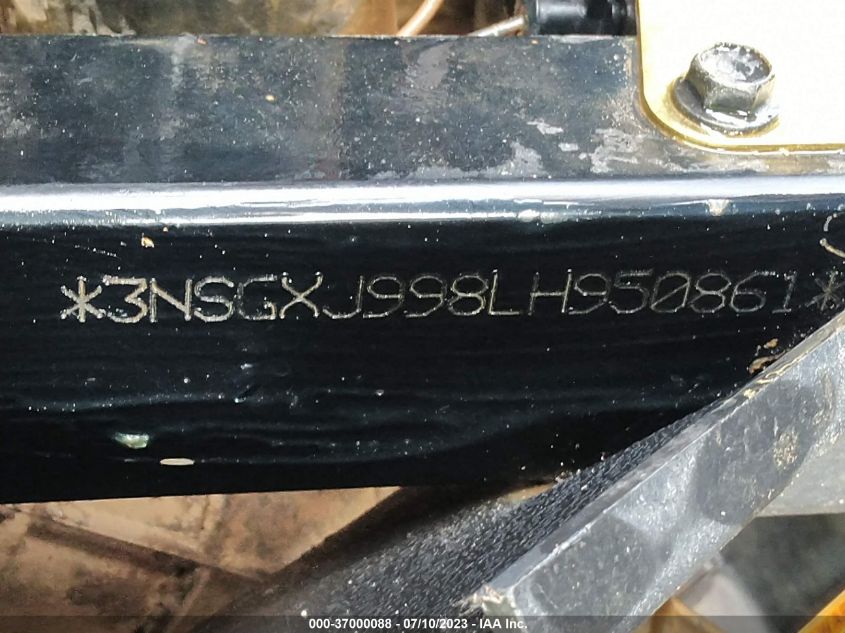 *3NSGXJ998LH950861*
000-37000088 / 07/10/2023 - IAA Inc.